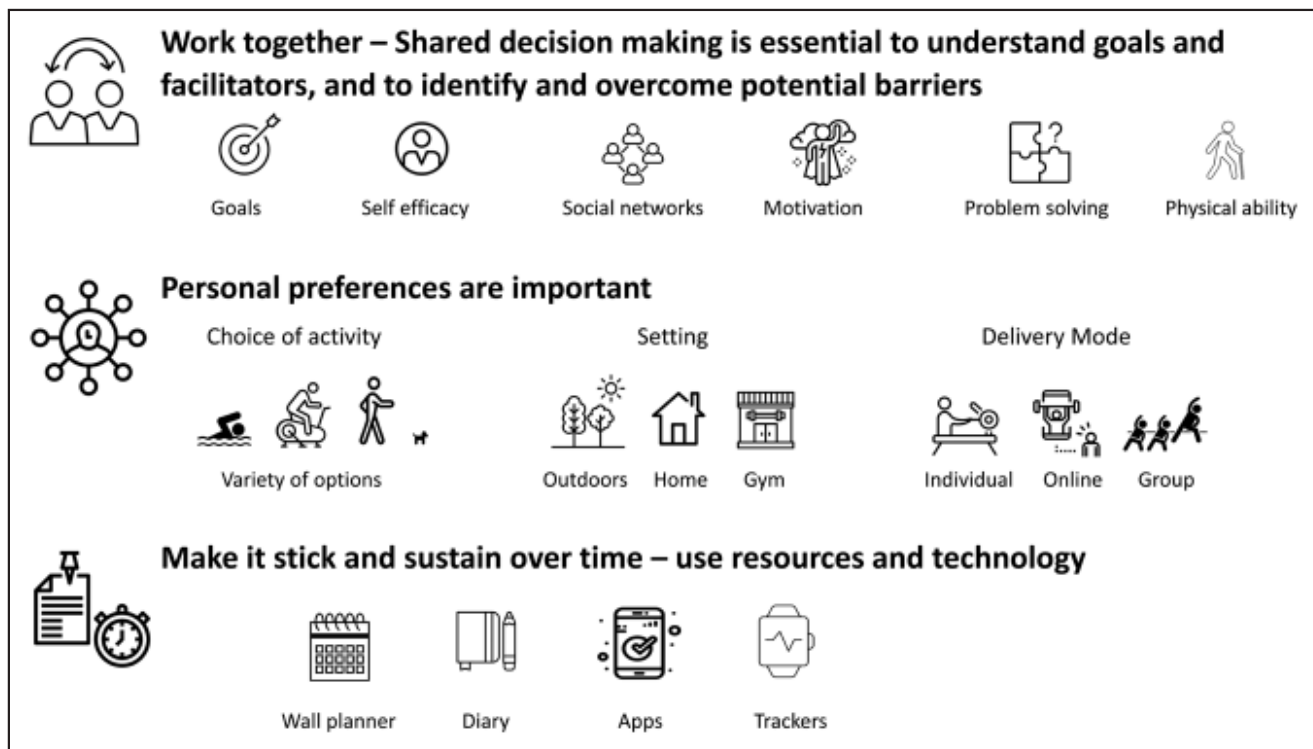 Work together – Shared decision making is essential to understand goals and
facilitators, and to identify and overcome potential barriers
Goals Self efficacy Social networks Motivation Problem solving Physical ability
Personal preferences are important
Choice of activity Setting Delivery Mode
Variety of options Outdoors Home Gym Individual Online Group
Make it stick and sustain over time – use resources and technology
Wall planner Diary Apps Trackers